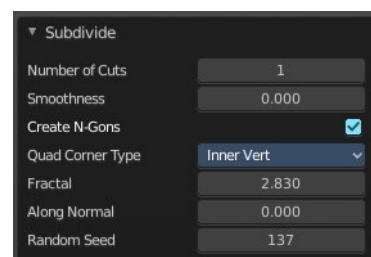 Subdivide
Number of Cuts 1
Smoothness 0.000
Create N-Gons
Quad Corner Type Inner Vert
Fractal 2.830
Along Normal 0.000
Random Seed 137